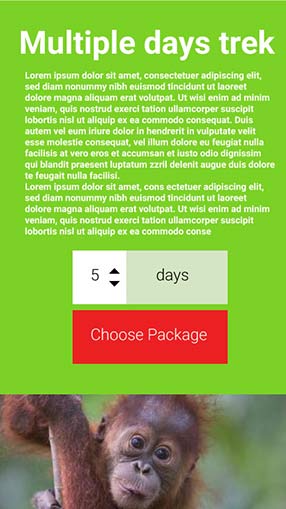 Multiple days trek
Lorem ipsum dolor sit amet, consectetuer adipiscing elit,
sed diam nonummy nibh euismod tincidunt ut laoreet
dolore magna aliquam erat volutpat. Ut wisi enim ad minim
veniam, quis nostrud exerci tation ullamcorper suscipit
lobortis nisl ut aliquip ex ea commodo consequat. Duis
autem vel eum iriure dolor in hendrerit in vulputate velit
esse molestie consequat, vel illum dolore eu feugiat nulla
facilisis at vero eros et accumsan et iusto odio dignissim
qui blandit praesent luptatum zzril delenit augue duis dolore
te feugait nulla facilisi.
Lorem ipsum dolor sit amet, cons ectetuer adipiscing elit,
sed diam nonummy nibh euismod tincidunt ut laoreet
dolore magna aliquam erat volutpat. Ut wisi enim ad minim
veniam, quis nostrud exerci tation ullamcorper suscipit
lobortis nisl ut aliquip ex ea commodo conse
5 days
Choose Package